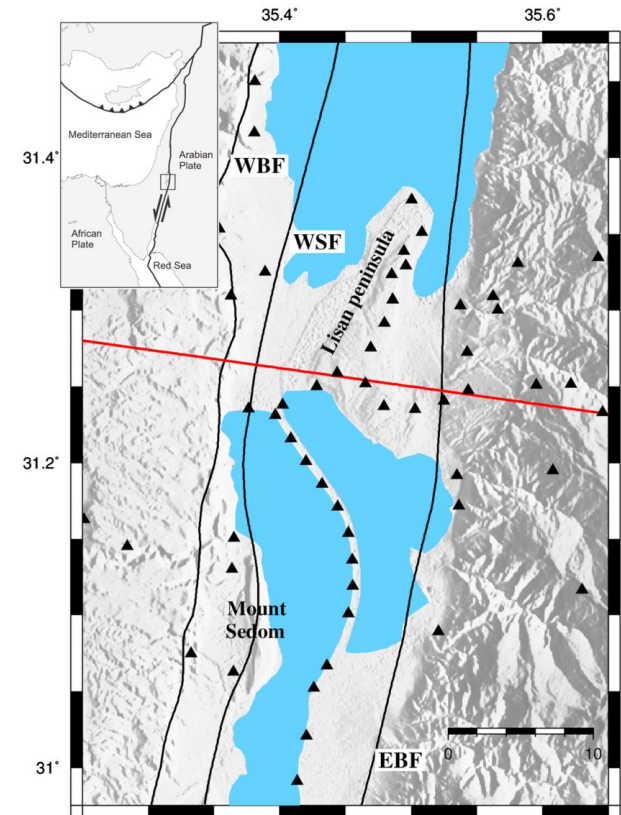 35.4°
35.6°
Mediterranean Sea
Arabian
Plate
African
Plate
Red Sea
31.4°
WBF
WSF
Lisan peninsula
31.2°
Mount
Sedom
31°
EBF
0
10